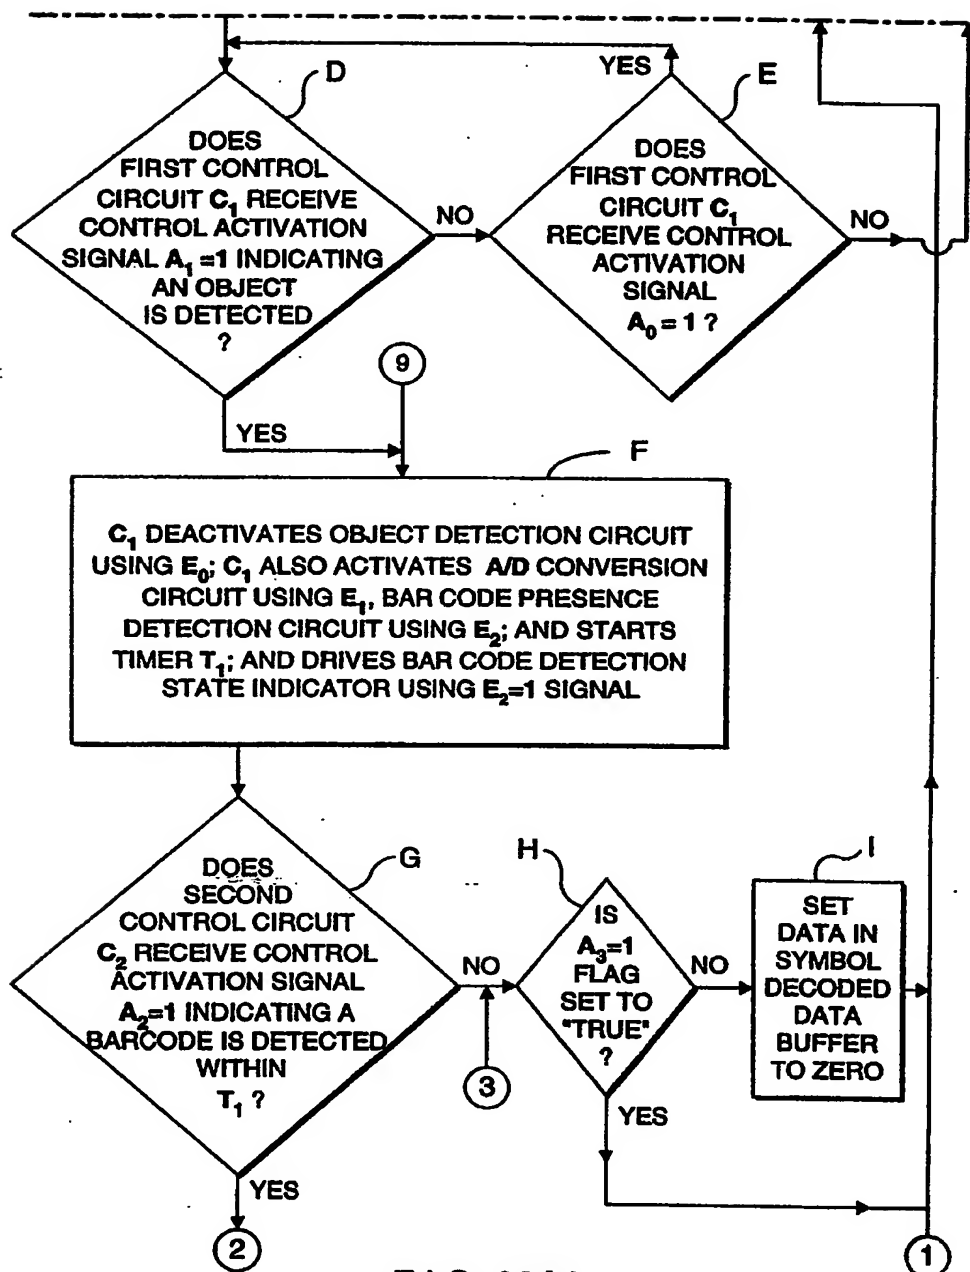 D
DOES
FIRST CONTROL
CIRCUIT C₁ RECEIVE
CONTROL ACTIVATION
SIGNAL A₁ =1 INDICATING
AN OBJECT
IS DETECTED
?
NO
YES
YES
E
DOES
FIRST CONTROL
CIRCUIT C₁
RECEIVE CONTROL
ACTIVATION
SIGNAL
A₀ = 1 ?
NO
9
F
C₁ DEACTIVATES OBJECT DETECTION CIRCUIT
USING E₀; C₁ ALSO ACTIVATES A/D CONVERSION
CIRCUIT USING E₁, BAR CODE PRESENCE
DETECTION CIRCUIT USING E₂; AND STARTS
TIMER T₁; AND DRIVES BAR CODE DETECTION
STATE INDICATOR USING E₂=1 SIGNAL
G
DOES
SECOND
CONTROL CIRCUIT
C₂ RECEIVE CONTROL
ACTIVATION SIGNAL
A₂=1 INDICATING A
BARCODE IS DETECTED
WITHIN
T₁ ?
NO
YES
2
3
H
IS
A₃=1
FLAG
SET TO
"TRUE"
?
NO
YES
I
SET
DATA IN
SYMBOL
DECODED
DATA
BUFFER
TO ZERO
1